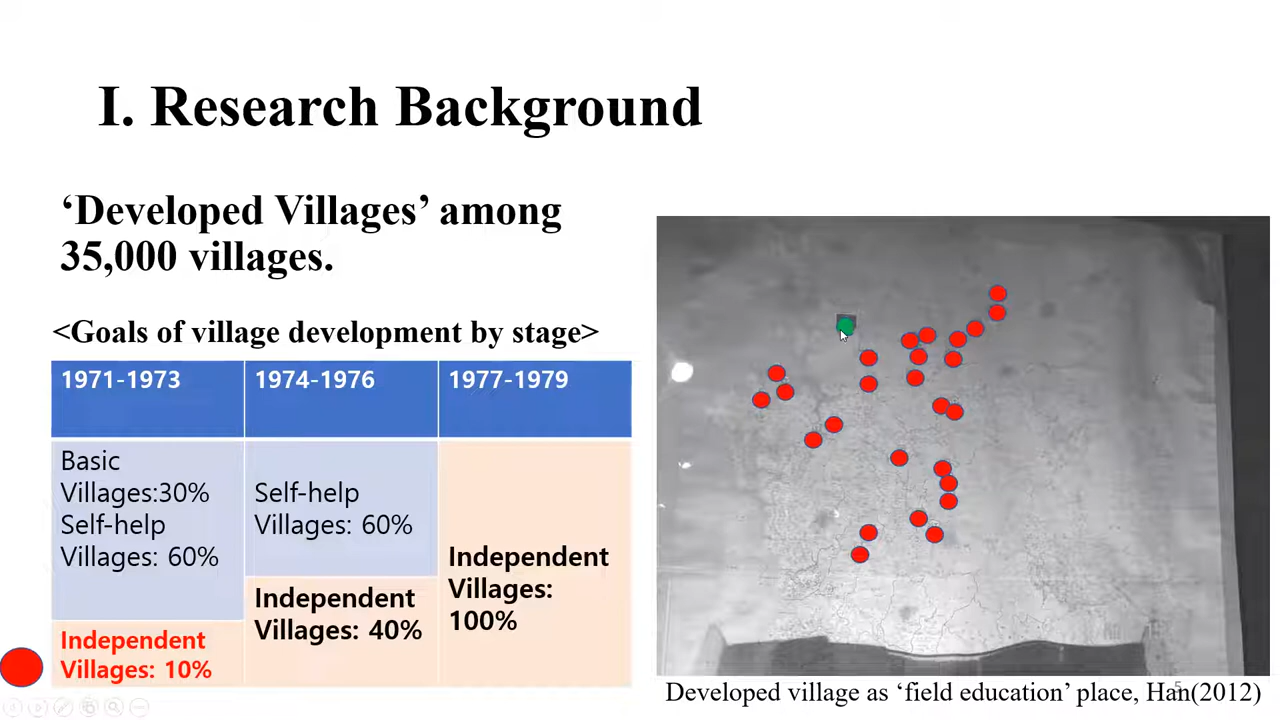 I. Research Background
‘Developed Villages’ among
35,000 villages.
<Goals of village development by stage>
1971-1973
1974-1976
1977-1979
Basic
Villages:30%
Self-help
Villages: 60%
Independent
Villages: 10%
Self-help
Villages: 60%
Independent
Villages: 40%
Independent
Villages:
100%
5
Developed village as ‘field education’ place, Han(2012)